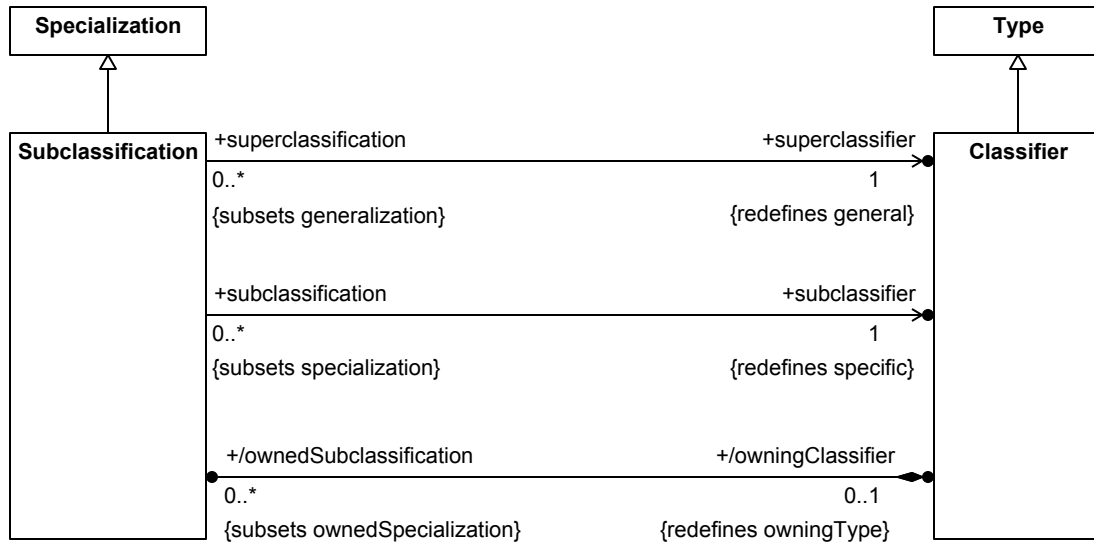 Specialization
Type
Subclassification
Classifier
+superclassification
+superclassifier
0..*
1
{subsets generalization}
{redefines general}
+subclassification
+subclassifier
0..*
1
{subsets specialization}
{redefines specific}
+/ownedSubclassification
+/owningClassifier
0..*
0..1
{subsets ownedSpecialization}
{redefines owningType}